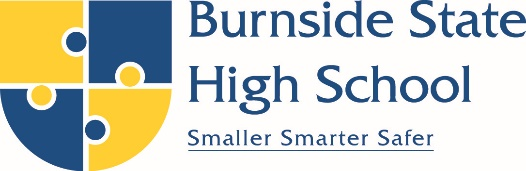 Burnside State
High School
Smaller Smarter Safer